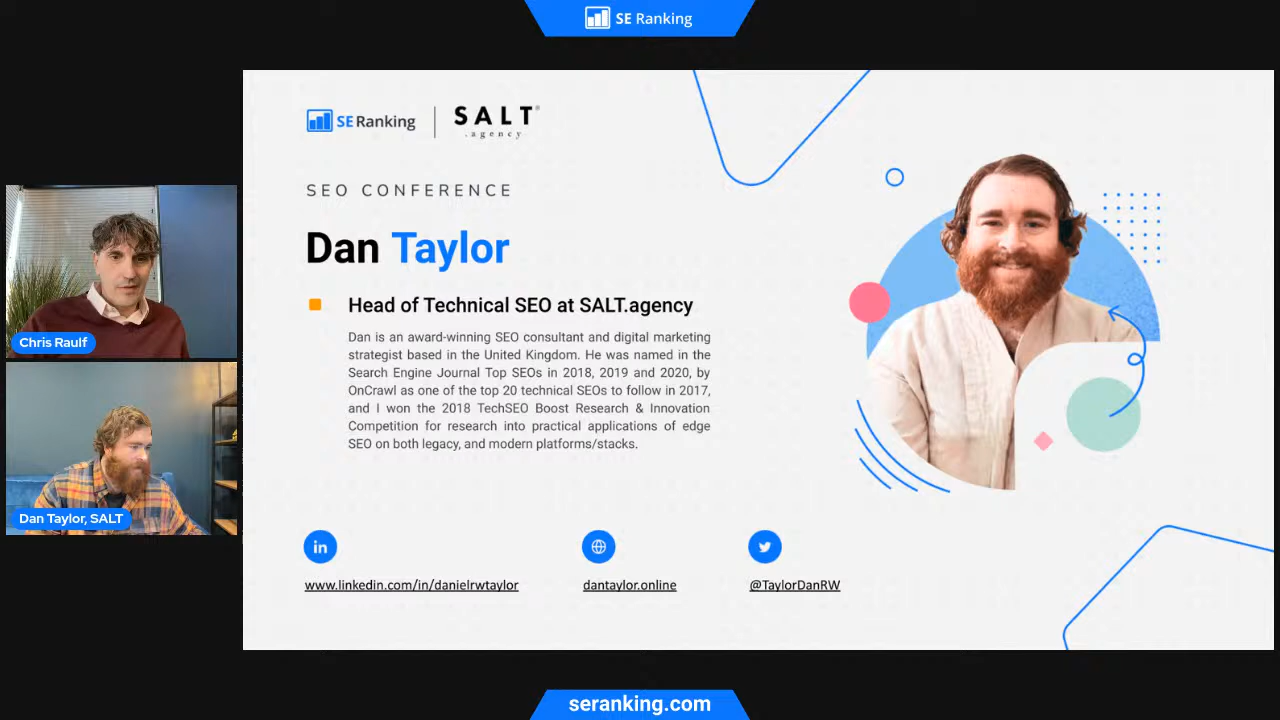 SE Ranking
SE Ranking
SALT®
.agency
SEO CONFERENCE
Dan Taylor
Head of Technical SEO at SALT.agency
Dan is an award-winning SEO consultant and digital marketing
strategist based in the United Kingdom. He was named in the
Search Engine Journal Top SEOs in 2018, 2019 and 2020, by
OnCrawl as one of the top 20 technical SEOs to follow in 2017,
and I won the 2018 TechSEO Boost Research & Innovation
Competition for research into practical applications of edge
SEO on both legacy, and modern platforms/stacks.
Chris Raulf
Dan Taylor, SALT
in
www.linkedin.com/in/danielrwtaylor
dantaylor.online
@TaylorDanRW
seranking.com